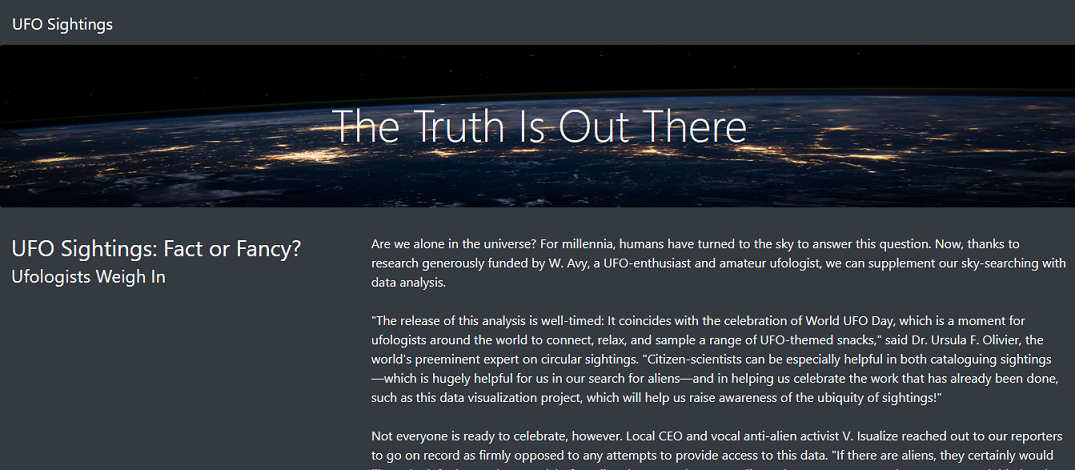 UFO Sightings
The Truth Is Out There
UFO Sightings: Fact or Fancy?
Ufologists Weigh In
Are we alone in the universe? For millennia, humans have turned to the sky to answer this question. Now, thanks to
research generously funded by W. Avy, a UFO-enthusiast and amateur ufologist, we can supplement our sky-searching with
data analysis.
"The release of this analysis is well-timed: It coincides with the celebration of World UFO Day, which is a moment for
ufologists around the world to connect, relax, and sample a range of UFO-themed snacks," said Dr. Ursula F. Olivier, the
world's preeminent expert on circular sightings. "Citizen-scientists can be especially helpful in both cataloguing sightings
—which is hugely helpful for us in our search for aliens—and in helping us celebrate the work that has already been done,
such as this data visualization project, which will help us raise awareness of the ubiquity of sightings!"
Not everyone is ready to celebrate, however. Local CEO and vocal anti-alien activist V. Isualize reached out to our reporters
to go on record as firmly opposed to any attempts to provide access to this data. "If there are aliens, they certainly would